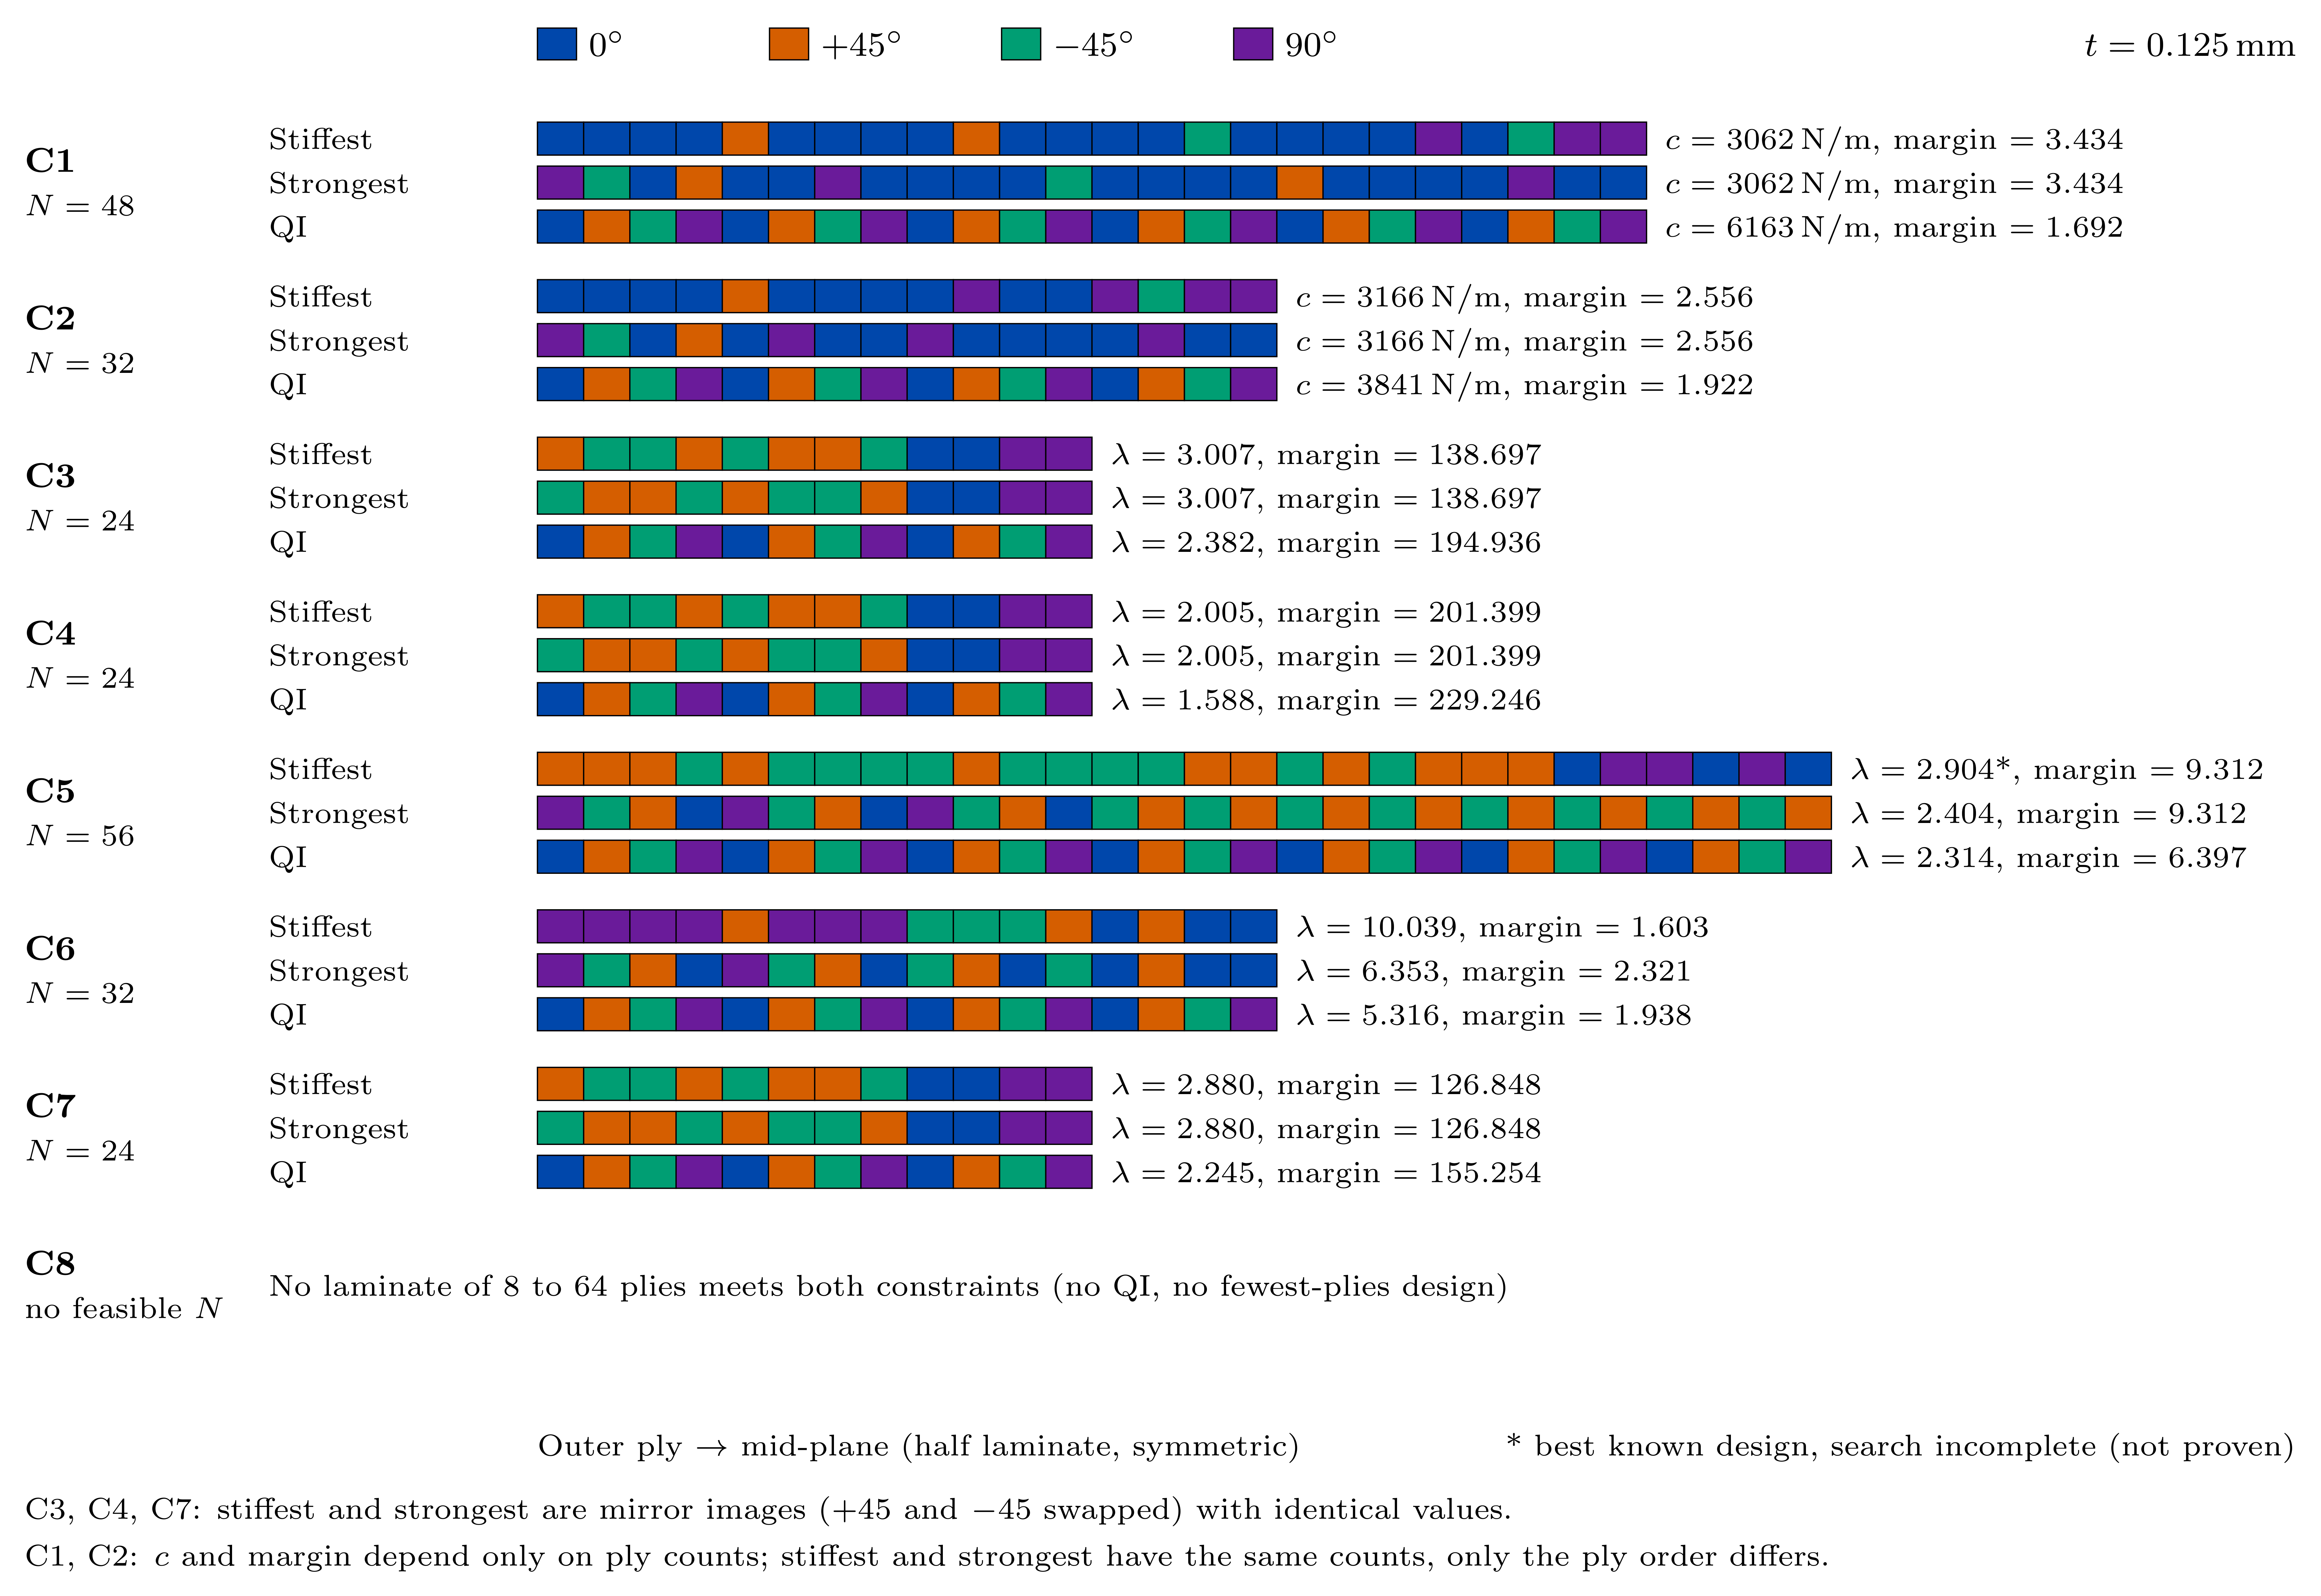 0° +45° −45° 90° t = 0.125 mm
C1
N = 48
Stiffest c = 3062 N/m, margin = 3.434
Strongest c = 3062 N/m, margin = 3.434
QI c = 6163 N/m, margin = 1.692
C2
N = 32
Stiffest c = 3166 N/m, margin = 2.556
Strongest c = 3166 N/m, margin = 2.556
QI c = 3841 N/m, margin = 1.922
C3
N = 24
Stiffest λ = 3.007, margin = 138.697
Strongest λ = 3.007, margin = 138.697
QI λ = 2.382, margin = 194.936
C4
N = 24
Stiffest λ = 2.005, margin = 201.399
Strongest λ = 2.005, margin = 201.399
QI λ = 1.588, margin = 229.246
C5
N = 56
Stiffest λ = 2.904*, margin = 9.312
Strongest λ = 2.404, margin = 9.312
QI λ = 2.314, margin = 6.397
C6
N = 32
Stiffest λ = 10.039, margin = 1.603
Strongest λ = 6.353, margin = 2.321
QI λ = 5.316, margin = 1.938
C7
N = 24
Stiffest λ = 2.880, margin = 126.848
Strongest λ = 2.880, margin = 126.848
QI λ = 2.245, margin = 155.254
C8
no feasible N
No laminate of 8 to 64 plies meets both constraints (no QI, no fewest-plies design)
Outer ply → mid-plane (half laminate, symmetric) * best known design, search incomplete (not proven)
C3, C4, C7: stiffest and strongest are mirror images (+45 and −45 swapped) with identical values.
C1, C2: c and margin depend only on ply counts; stiffest and strongest have the same counts, only the ply order differs.